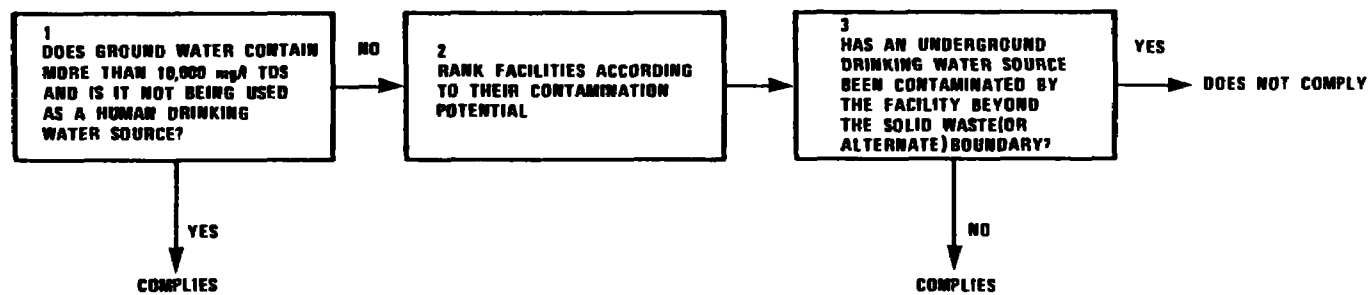 1
DOES GROUND WATER CONTAIN
MORE THAN 10,000 mg/l TDS
AND IS IT NOT BEING USED
AS A HUMAN DRINKING
WATER SOURCE?
NO
YES
COMPLIES
2
RANK FACILITIES ACCORDING
TO THEIR CONTAMINATION
POTENTIAL
3
HAS AN UNDERGROUND
DRINKING WATER SOURCE
BEEN CONTAMINATED BY
THE FACILITY BEYOND
THE SOLID WASTE(OR
ALTERNATE)BOUNDARY?
YES
DOES NOT COMPLY
NO
COMPLIES